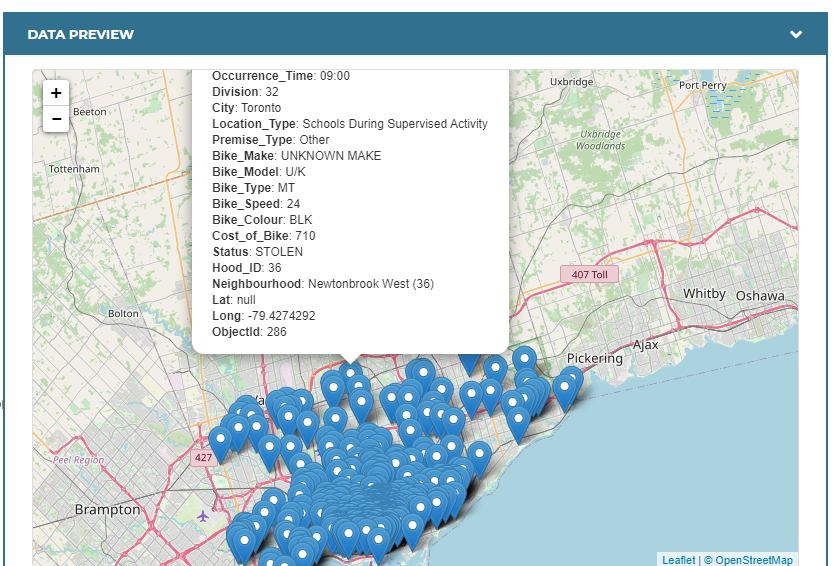 DATA PREVIEW
+
−
Occurrence_Time: 09:00
Division: 32
City: Toronto
Location_Type: Schools During Supervised Activity
Premise_Type: Other
Bike_Make: UNKNOWN MAKE
Bike_Model: U/K
Bike_Type: MT
Bike_Speed: 24
Bike_Colour: BLK
Cost_of_Bike: 710
Status: STOLEN
Hood_ID: 36
Neighbourhood: Newtonbrook West (36)
Lat: null
Long: -79.4274292
ObjectId: 286
Uxbridge
Port Perry
Beeton
Uxbridge
Woodlands
Tottenham
407 Toll
Whitby
Oshawa
Bolton
Ajax
Pickering
427
Peel Region
Brampton
Leaflet | © OpenStreetMap